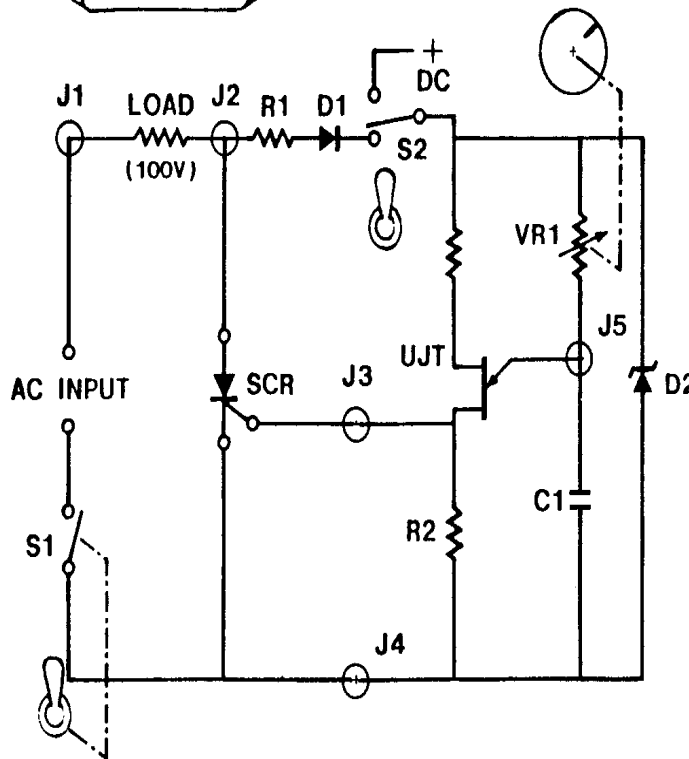 +
DC
J1
LOAD
(100V)
J2
R1
D1
S2
VR1
J5
UJT
AC INPUT
SCR
J3
D2
C1
S1
R2
J4